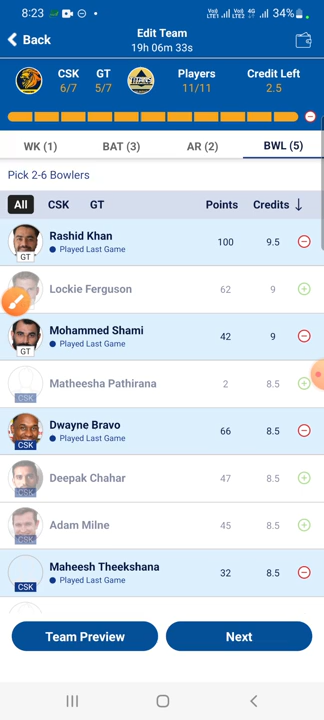 8:23 34%
Edit Team
Back
19h 06m 33s
CSK GT Players Credit Left
6/7 5/7 11/11 2.5
WK (1) BAT (3) AR (2) BWL (5)
Pick 2-6 Bowlers
All CSK GT Points Credits ↓
Rashid Khan
Played Last Game
100 9.5
GT
Lockie Ferguson 62 9
Mohammed Shami
Played Last Game
42 9
GT
Matheesha Pathirana 2 8.5
CSK
Dwayne Bravo
Played Last Game
66 8.5
CSK
Deepak Chahar 47 8.5
CSK
Adam Milne 45 8.5
CSK
Maheesh Theekshana
Played Last Game
32 8.5
CSK
Team Preview Next